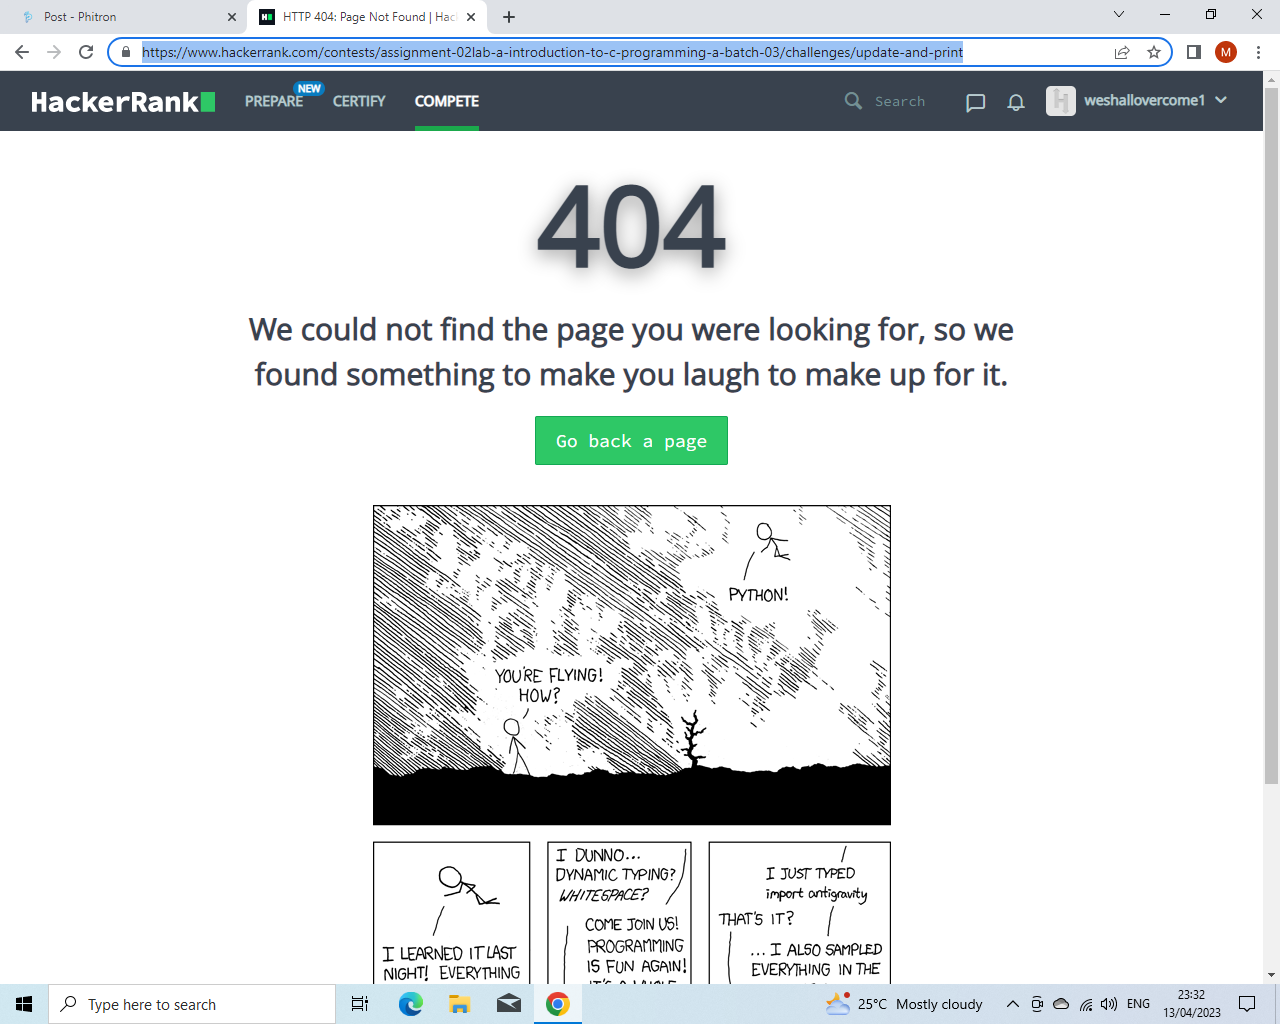 Post - Phitron
HTTP 404: Page Not Found | Hac
https://www.hackerrank.com/contests/assignment-02lab-a-introduction-to-c-programming-a-batch-03/challenges/update-and-print
M
HackerRank
PREPARE
NEW
CERTIFY
COMPETE
Search
weshallovercome1
404
We could not find the page you were looking for, so we
found something to make you laugh to make up for it.
Go back a page
PYTHON!
YOU'RE FLYING!
HOW?
I LEARNED IT LAST
NIGHT! EVERYTHING
I DUNNO...
DYNAMIC TYPING?
WHITESPACE?
COME JOIN US!
PROGRAMMING
IS FUN AGAIN!
IT'S A WHOLE
I JUST TYPED
import antigravity
THAT'S IT?
... I ALSO SAMPLED
EVERYTHING IN THE
Type here to search
25°C Mostly cloudy
ENG
23:32
13/04/2023